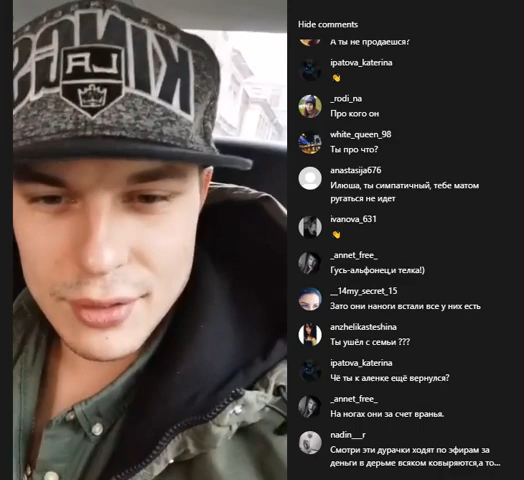 KINGS
LA
Hide comments
А ты не продаешся?
ipatova_katerina
👏
_rodi_na
Про кого он
white_queen_98
Ты про что?
anastasija676
Илюша, ты симпатичный, тебе матом
ругаться не идет
ivanova_631
👏
_annet_free_
Гусь-альфонец,и телка!)
__14my_secret_15
Зато они наноги встали все у них есть
anzhelikasteshina
Ты ушёл с семьи ???
ipatova_katerina
Чё ты к аленке ещё вернулся?
_annet_free_
На ногах они за счет вранья.
nadin___r
Смотри эти дурачки ходят по эфирам за
деньги в дерьме всяком ковыряются,а то...